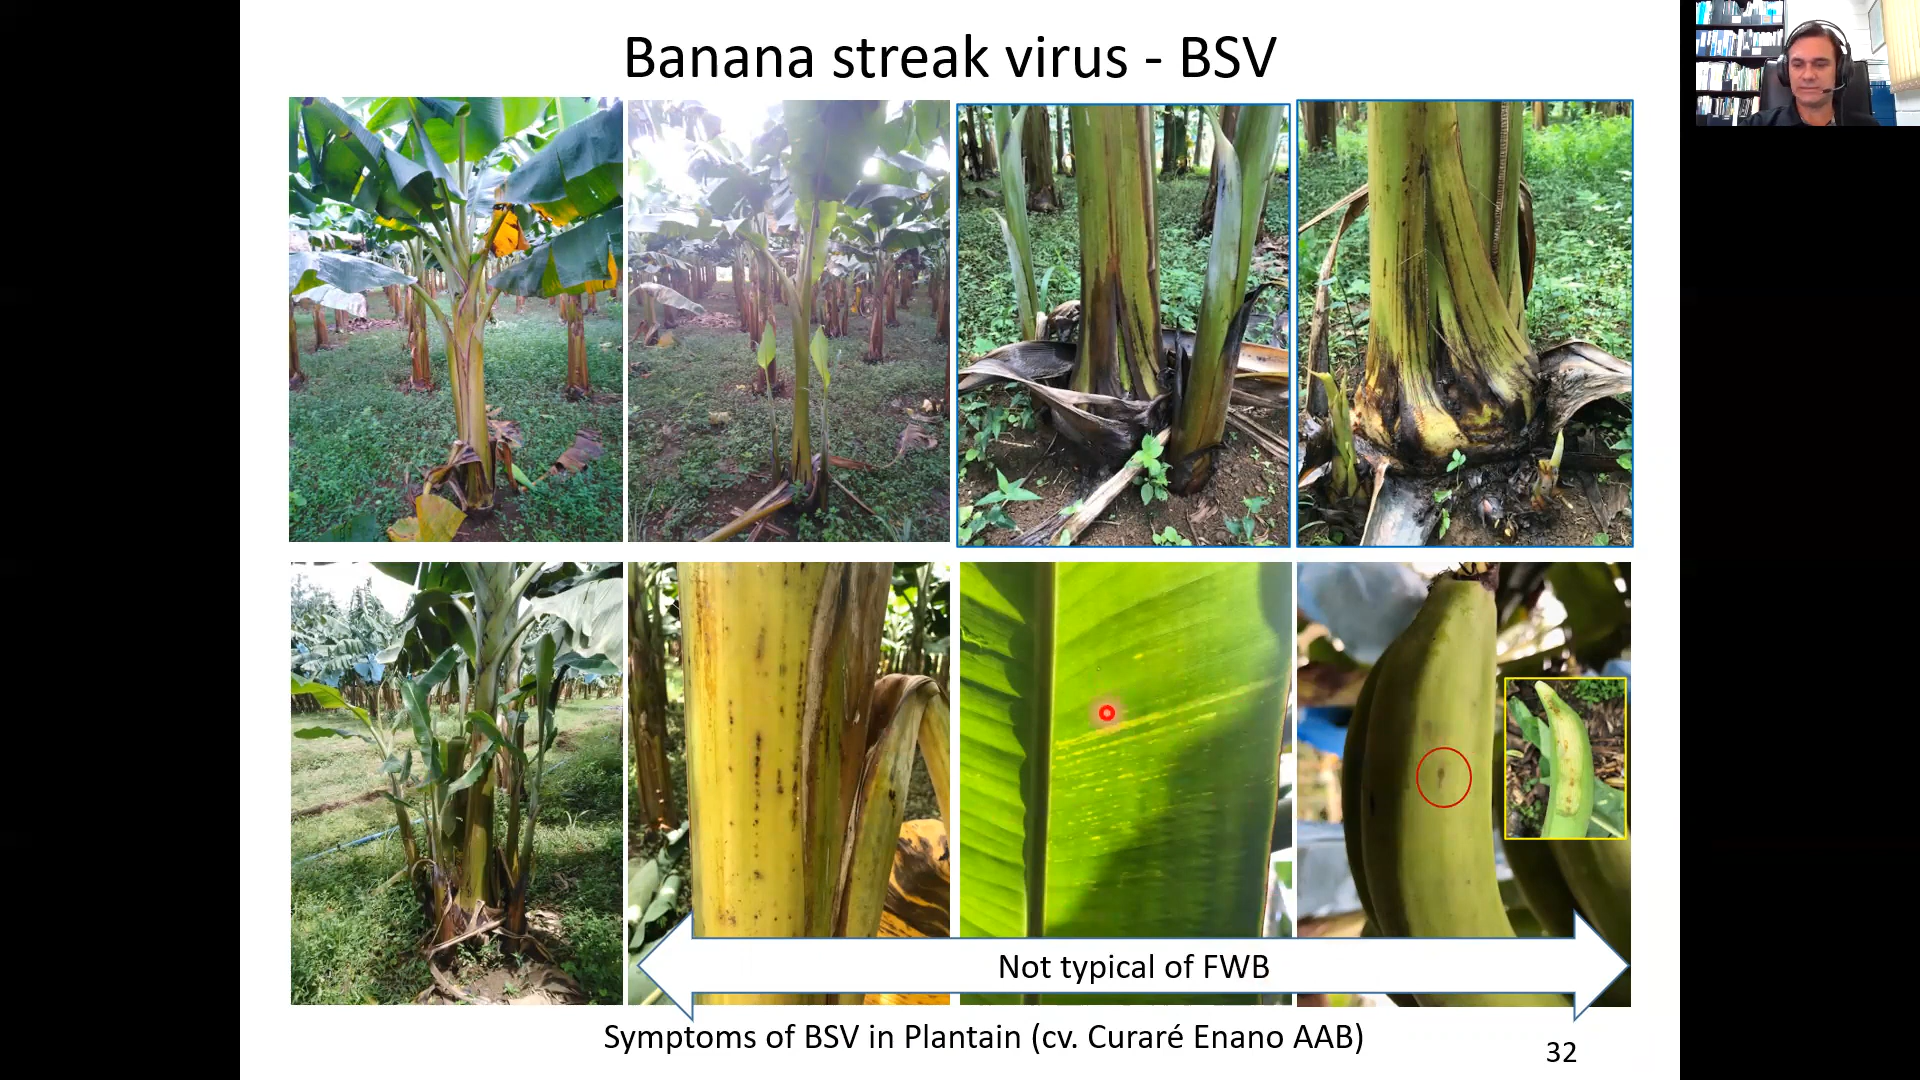 Banana streak virus - BSV
Not typical of FWB
Symptoms of BSV in Plantain (cv. Curaré Enano AAB)
32